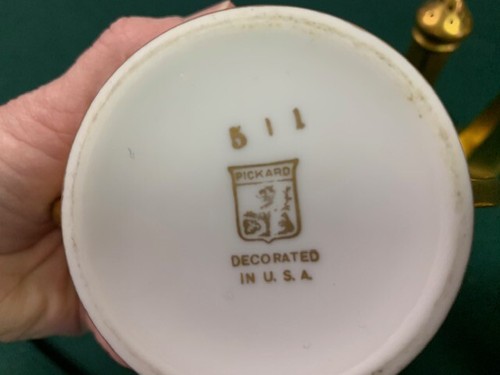 511
PICKARD
DECORATED
IN U.S.A.